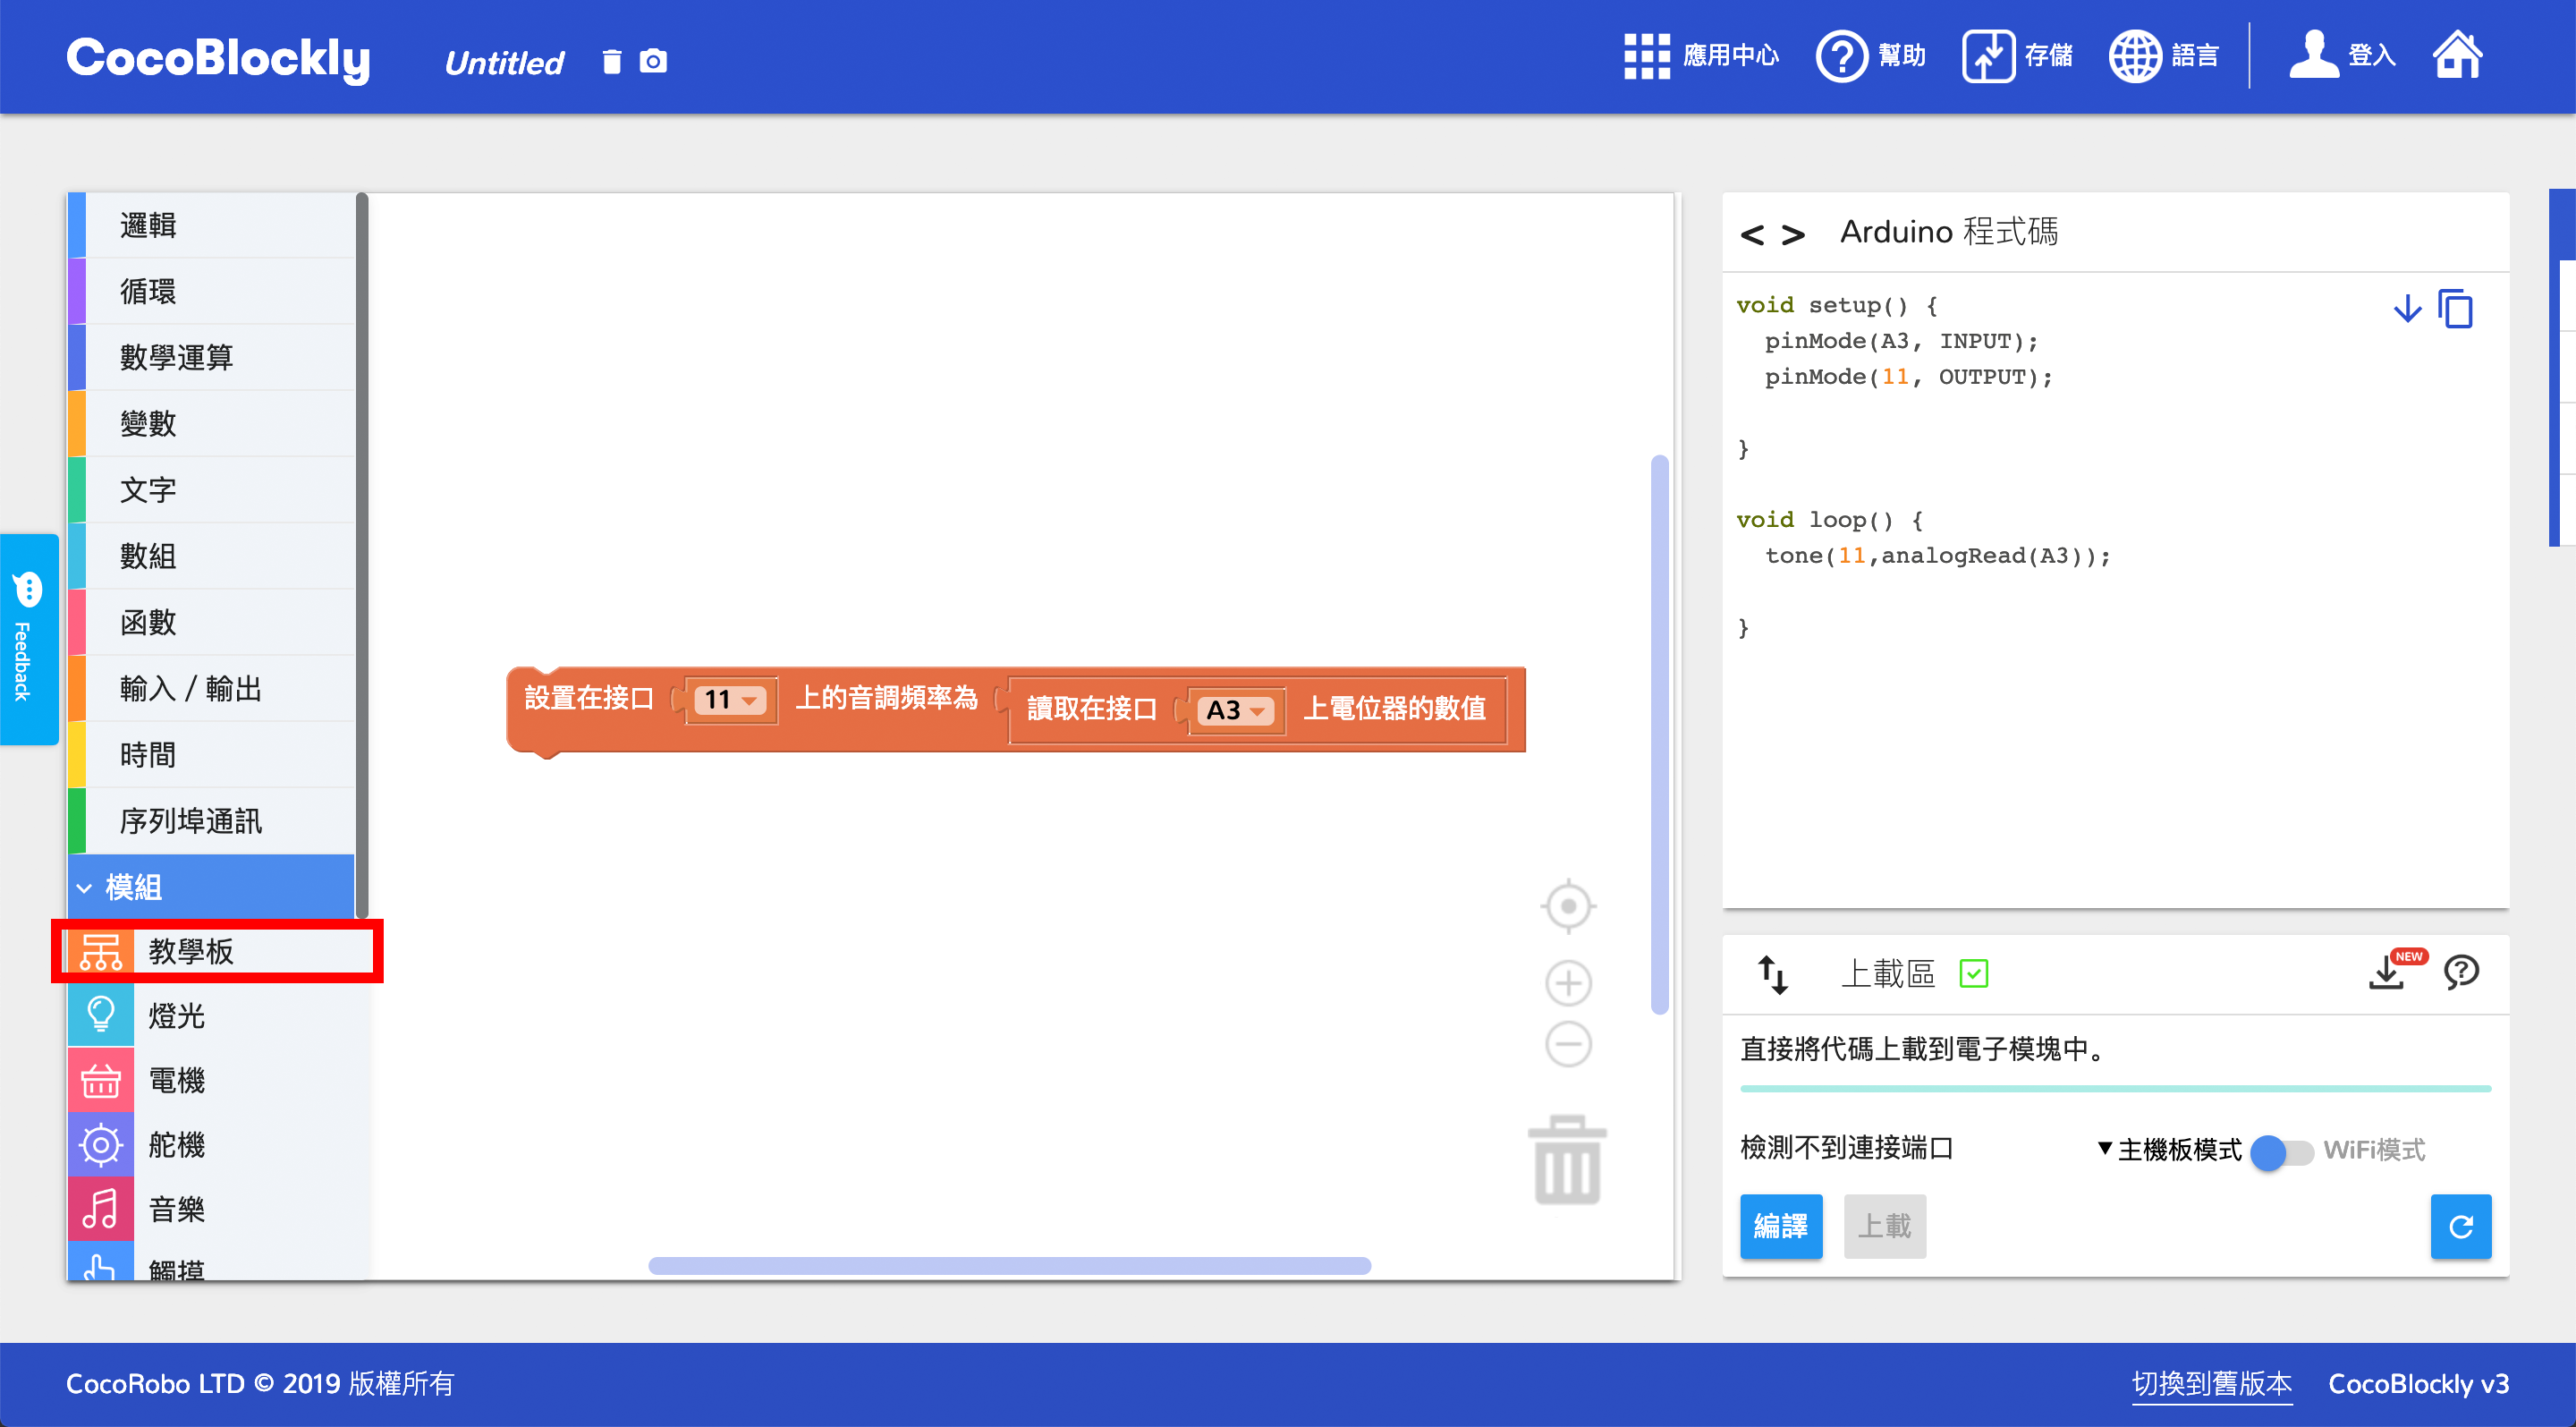 CocoBlockly
Untitled
應用中心
幫助
存儲
語言
登入
邏輯
循環
數學運算
變數
文字
數組
函數
輸入 / 輸出
時間
序列埠通訊
模組
教學板
燈光
電機
舵機
音樂
觸摸
Feedback
設置在接口 11 上的音調頻率為 讀取在接口 A3 上電位器的數值
< > Arduino 程式碼
void setup() {
pinMode(A3, INPUT);
pinMode(11, OUTPUT);
}
void loop() {
tone(11,analogRead(A3));
}
上載區
NEW
直接將代碼上載到電子模塊中。
檢測不到連接端口
主機板模式
WiFi模式
編譯
上載
CocoRobo LTD © 2019 版權所有
切換到舊版本
CocoBlockly v3